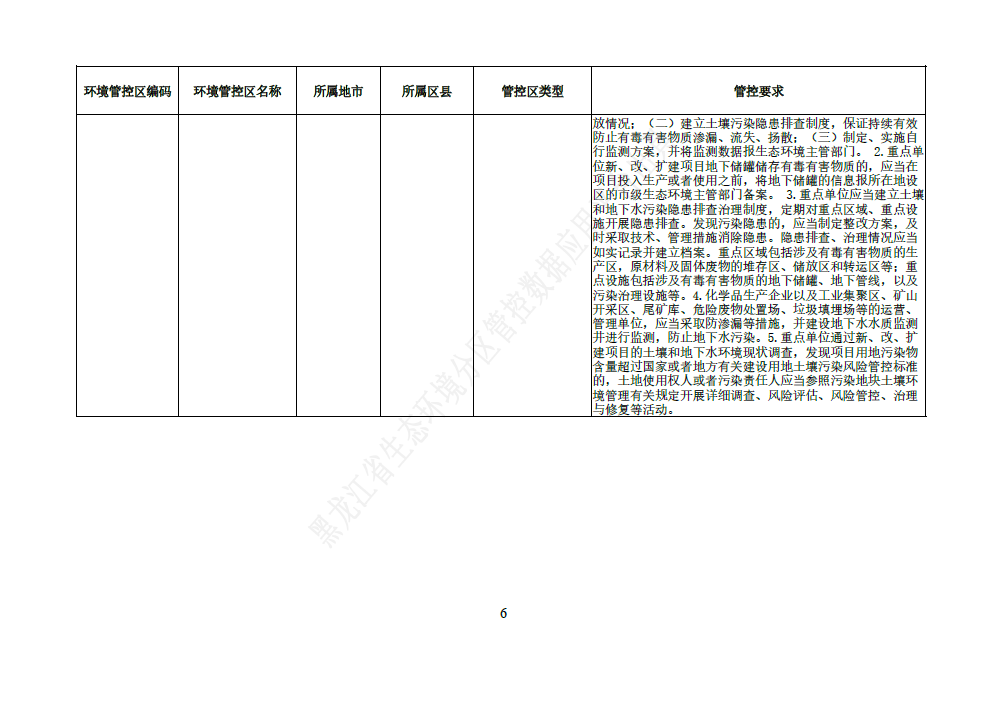 环境管控区编码 环境管控区名称 所属地市 所属区县 管控区类型 管控要求
放情况；（二）建立土壤污染隐患排查制度，保证持续有效
防止有毒有害物质渗漏、流失、扬散；（三）制定、实施自
行监测方案，并将监测数据报生态环境主管部门。 2.重点单
位新、改、扩建项目地下储罐储存有毒有害物质的，应当在
项目投入生产或者使用之前，将地下储罐的信息报所在地设
区的市级生态环境主管部门备案。 3.重点单位应当建立土壤
和地下水污染隐患排查治理制度，定期对重点区域、重点设
施开展隐患排查。发现污染隐患的，应当制定整改方案，及
时采取技术、管理措施消除隐患。隐患排查、治理情况应当
如实记录并建立档案。重点区域包括涉及有毒有害物质的生
产区，原材料及固体废物的堆存区、储放区和转运区等；重
点设施包括涉及有毒有害物质的地下储罐、地下管线，以及
污染治理设施等。4.化学品生产企业以及工业集聚区、矿山
开采区、尾矿库、危险废物处置场、垃圾填埋场等的运营、
管理单位，应当采取防渗漏等措施，并建设地下水水质监测
井进行监测，防止地下水污染。5.重点单位通过新、改、扩
建项目的土壤和地下水环境现状调查，发现项目用地污染物
含量超过国家或者地方有关建设用地土壤污染风险管控标准
的，土地使用权人或者污染责任人应当参照污染地块土壤环
境管理有关规定开展详细调查、风险评估、风险管控、治理
与修复等活动。
黑龙江省生态环境分区管控数据应用
6